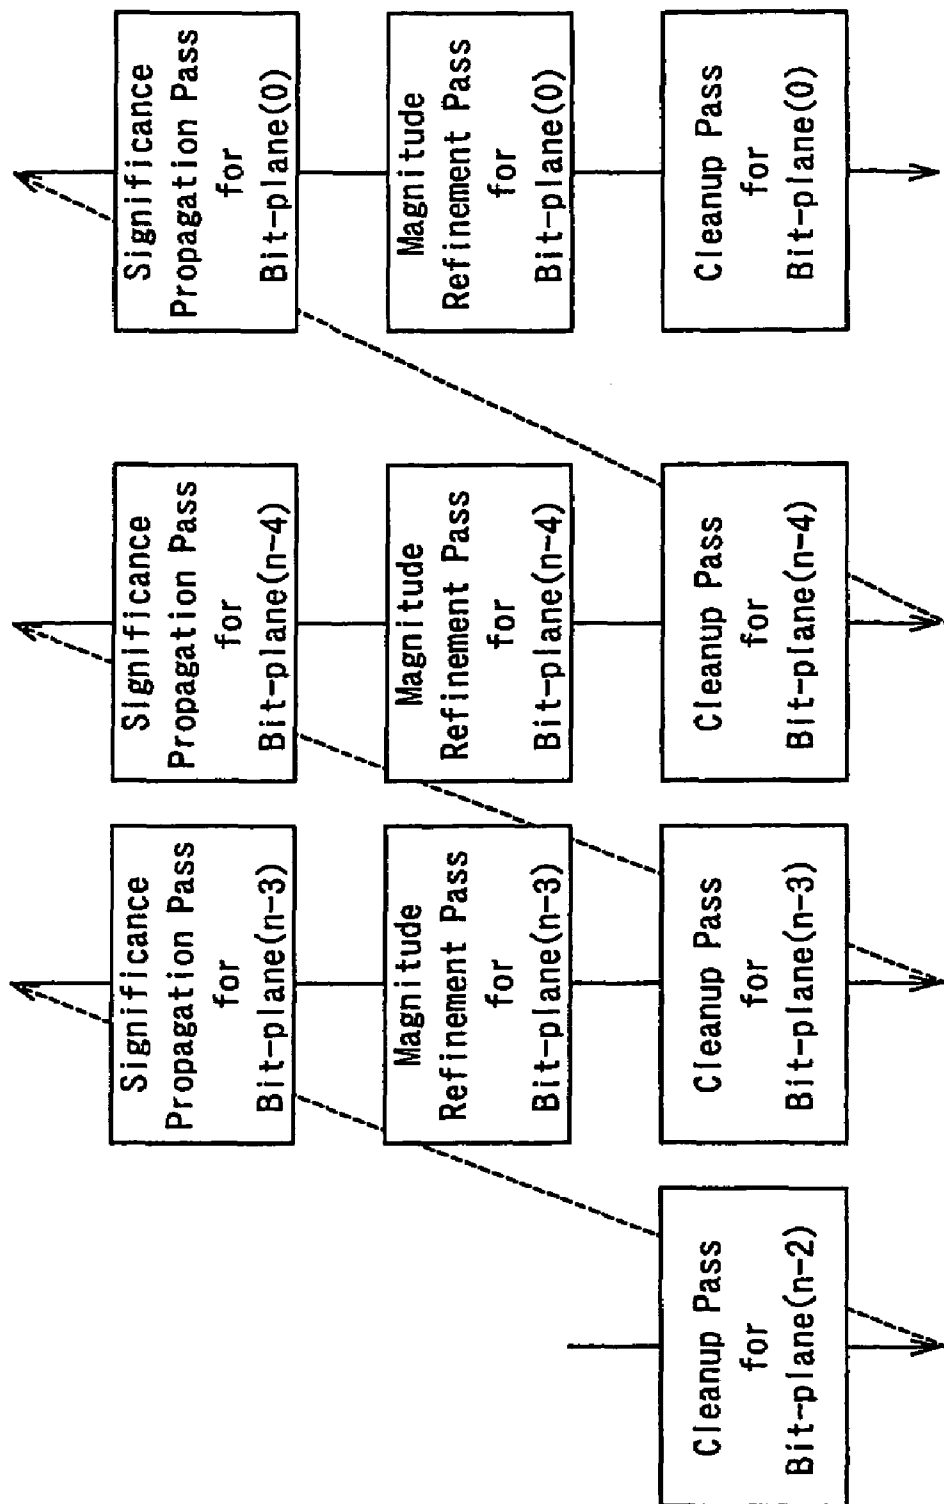 Cleanup Pass
for
Bit-plane(n-2)
Significance
Propagation Pass
for
Bit-plane(n-3)
Magnitude
Refinement Pass
for
Bit-plane(n-3)
Cleanup Pass
for
Bit-plane(n-3)
Significance
Propagation Pass
for
Bit-plane(n-4)
Magnitude
Refinement Pass
for
Bit-plane(n-4)
Cleanup Pass
for
Bit-plane(n-4)
Significance
Propagation Pass
for
Bit-plane(0)
Magnitude
Refinement Pass
for
Bit-plane(0)
Cleanup Pass
for
Bit-plane(0)